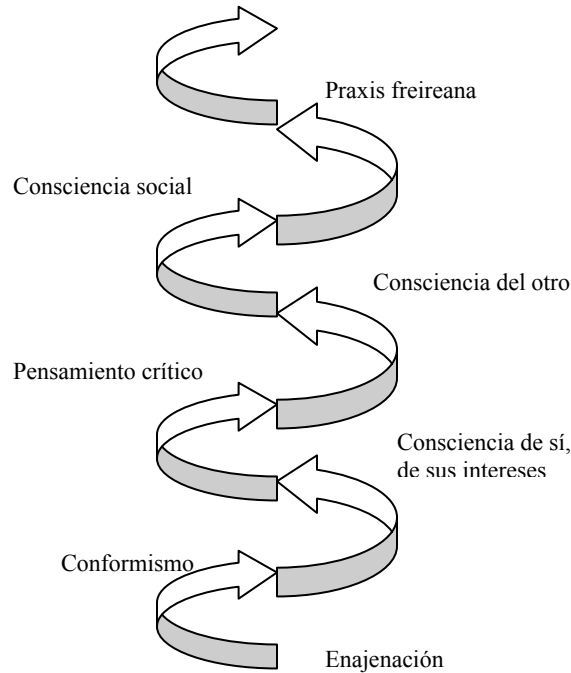 Praxis freireana
Consciencia social
Consciencia del otro
Pensamiento crítico
Consciencia de sí,
de sus intereses
Conformismo
Enajenación